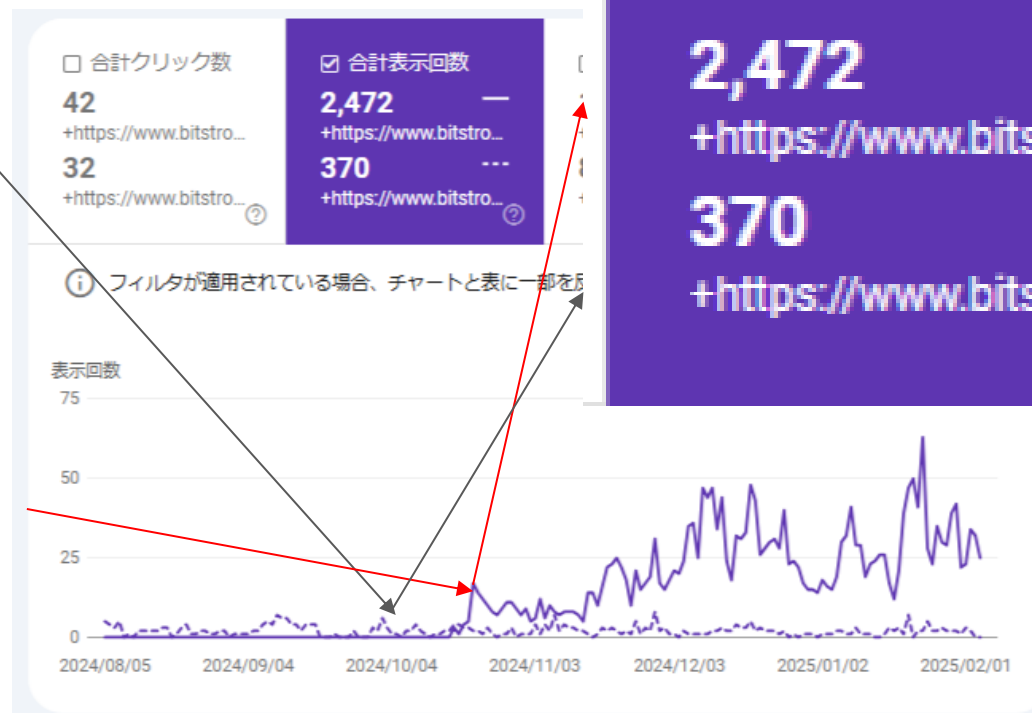 合計クリック数
42
+https://www.bitstro...
32
+https://www.bitstro...
合計表示回数
2,472
+https://www.bitstro...
370
+https://www.bitstro...
2,472
+https://www.bits
370
+https://www.bits
フィルタが適用されている場合、チャートと表に一部を
表示回数
75
50
25
0
2024/08/05 2024/09/04 2024/10/04 2024/11/03 2024/12/03 2025/01/02 2025/02/01